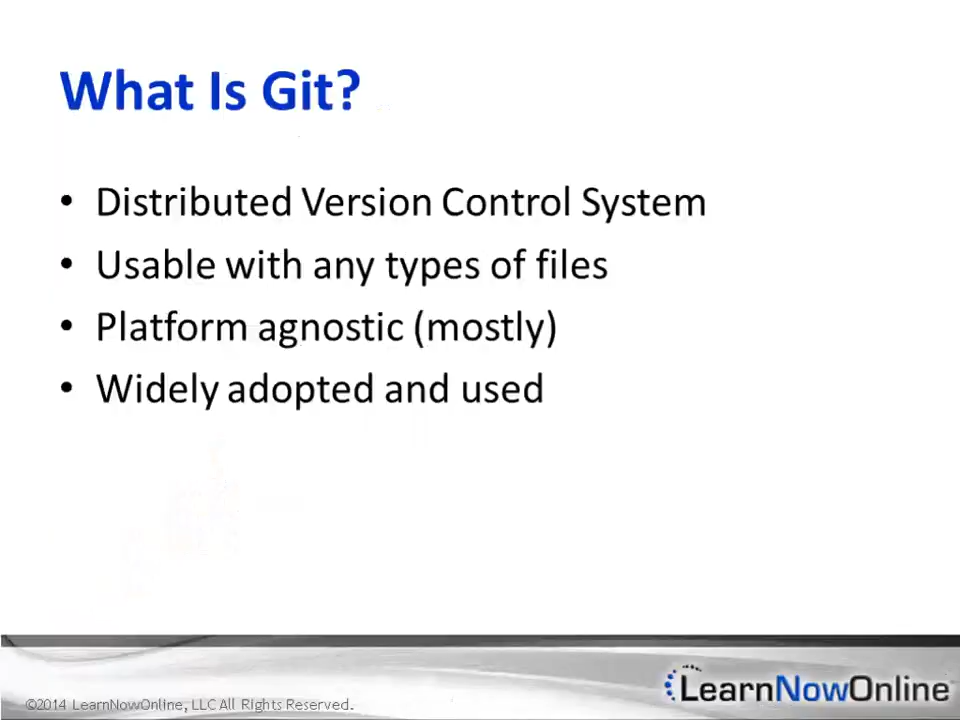 What Is Git?
• Distributed Version Control System
• Usable with any types of files
• Platform agnostic (mostly)
• Widely adopted and used
©2014 LearnNowOnline, LLC All Rights Reserved.
LearnNowOnline